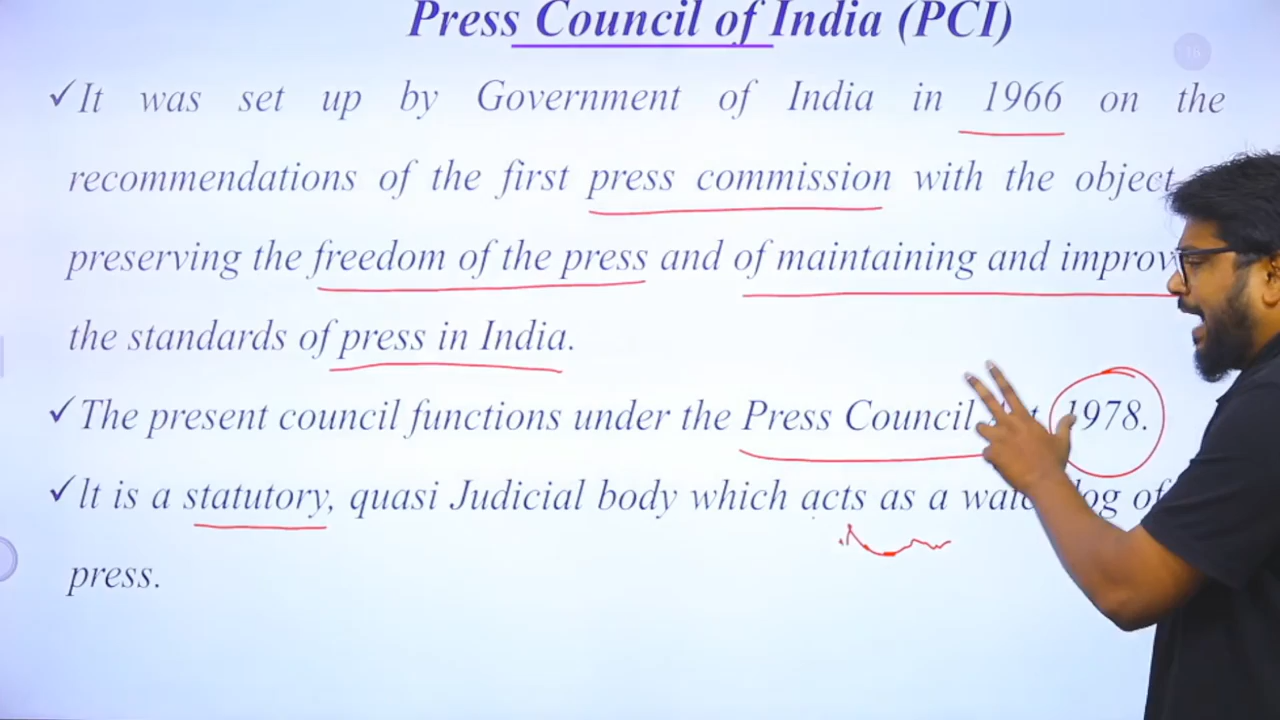 Press Council of India (PCI)
16
✓It was set up by Government of India in 1966 on the
recommendations of the first press commission with the object
preserving the freedom of the press and of maintaining and improv
the standards of press in India.
✓The present council functions under the Press Council 1978.
✓It is a statutory, quasi Judicial body which acts as a of
press.